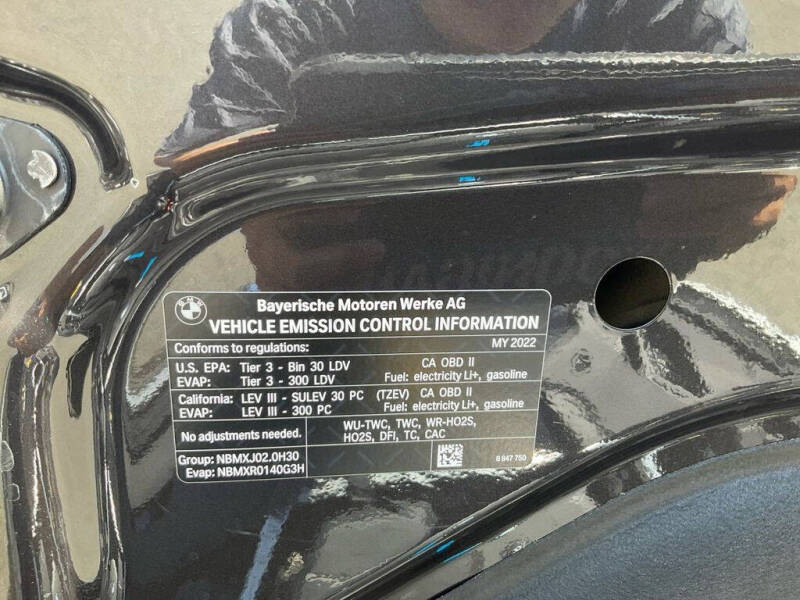 BMW
Bayerische Motoren Werke AG
VEHICLE EMISSION CONTROL INFORMATION
Conforms to regulations: MY 2022
U.S. EPA: Tier 3 - Bin 30 LDV CA OBD II
EVAP: Tier 3 - 300 LDV Fuel: electricity Li+, gasoline
California: LEV III - SULEV 30 PC (TZEV) CA OBD II
EVAP: LEV III - 300 PC Fuel: electricity Li+, gasoline
No adjustments needed. WU-TWC, TWC, WR-HO2S,
HO2S, DFI, TC, CAC
Group: NBMXJ02.0H30
Evap: NBMXR0140G3H 8 847 750